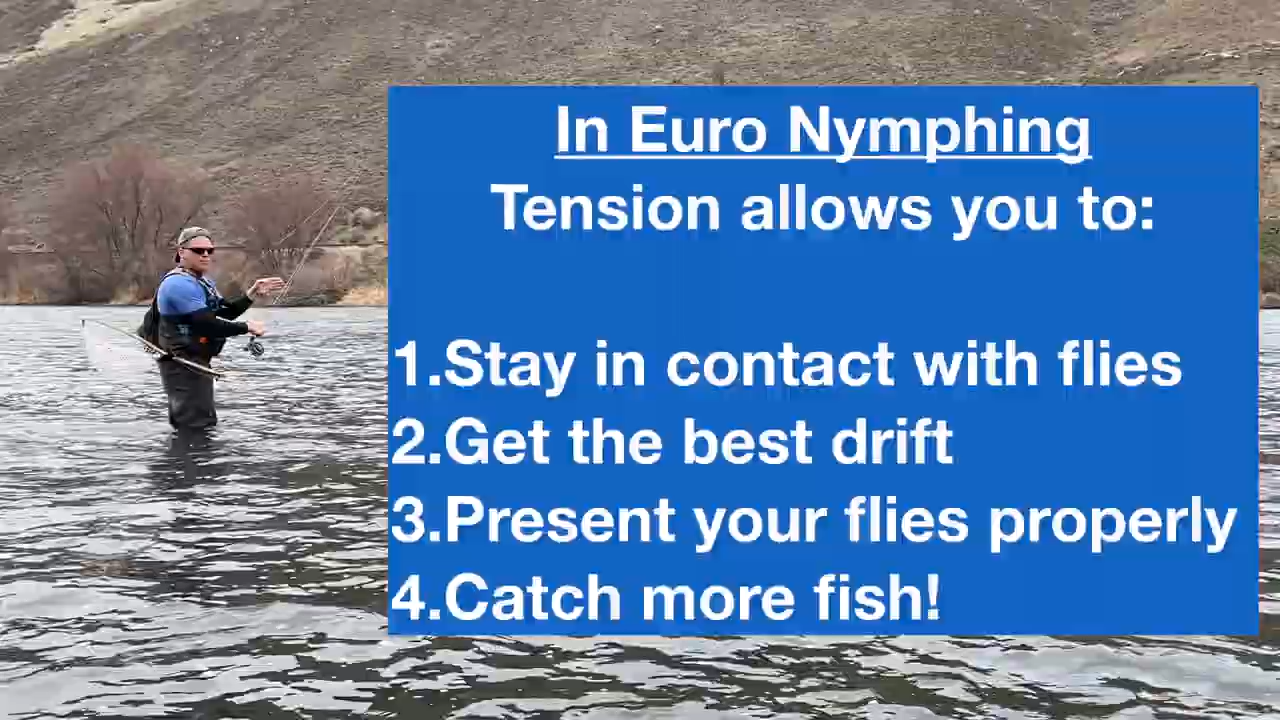 In Euro Nymphing
Tension allows you to:
1.Stay in contact with flies
2.Get the best drift
3.Present your flies properly
4.Catch more fish!